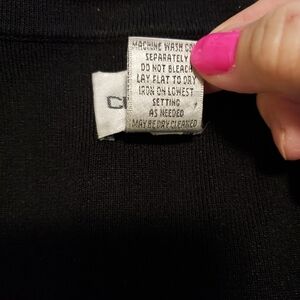 MACHINE WASH
SEPARATELY
DO NOT BLEACH
LAY FLAT TO DRY
IRON ON LOWEST
SETTING
AS NEEDED
MAY BE DRY CLEANED